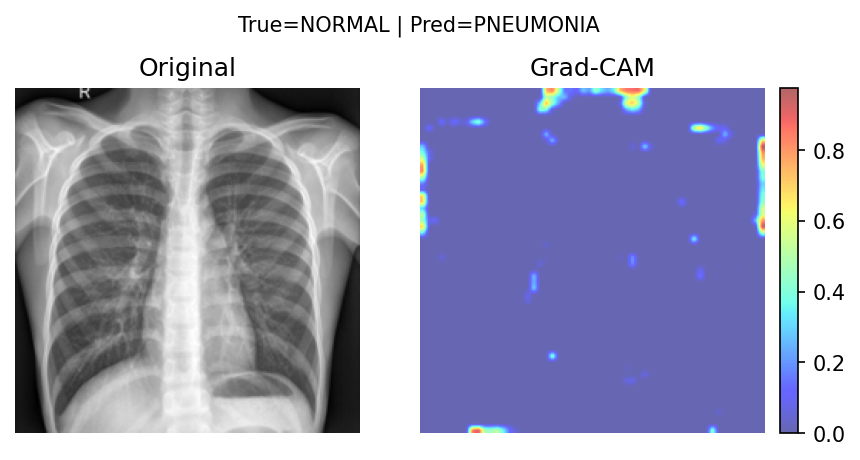 True=NORMAL | Pred=PNEUMONIA
Original
Grad-CAM
R
0.8
0.6
0.4
0.2
0.0